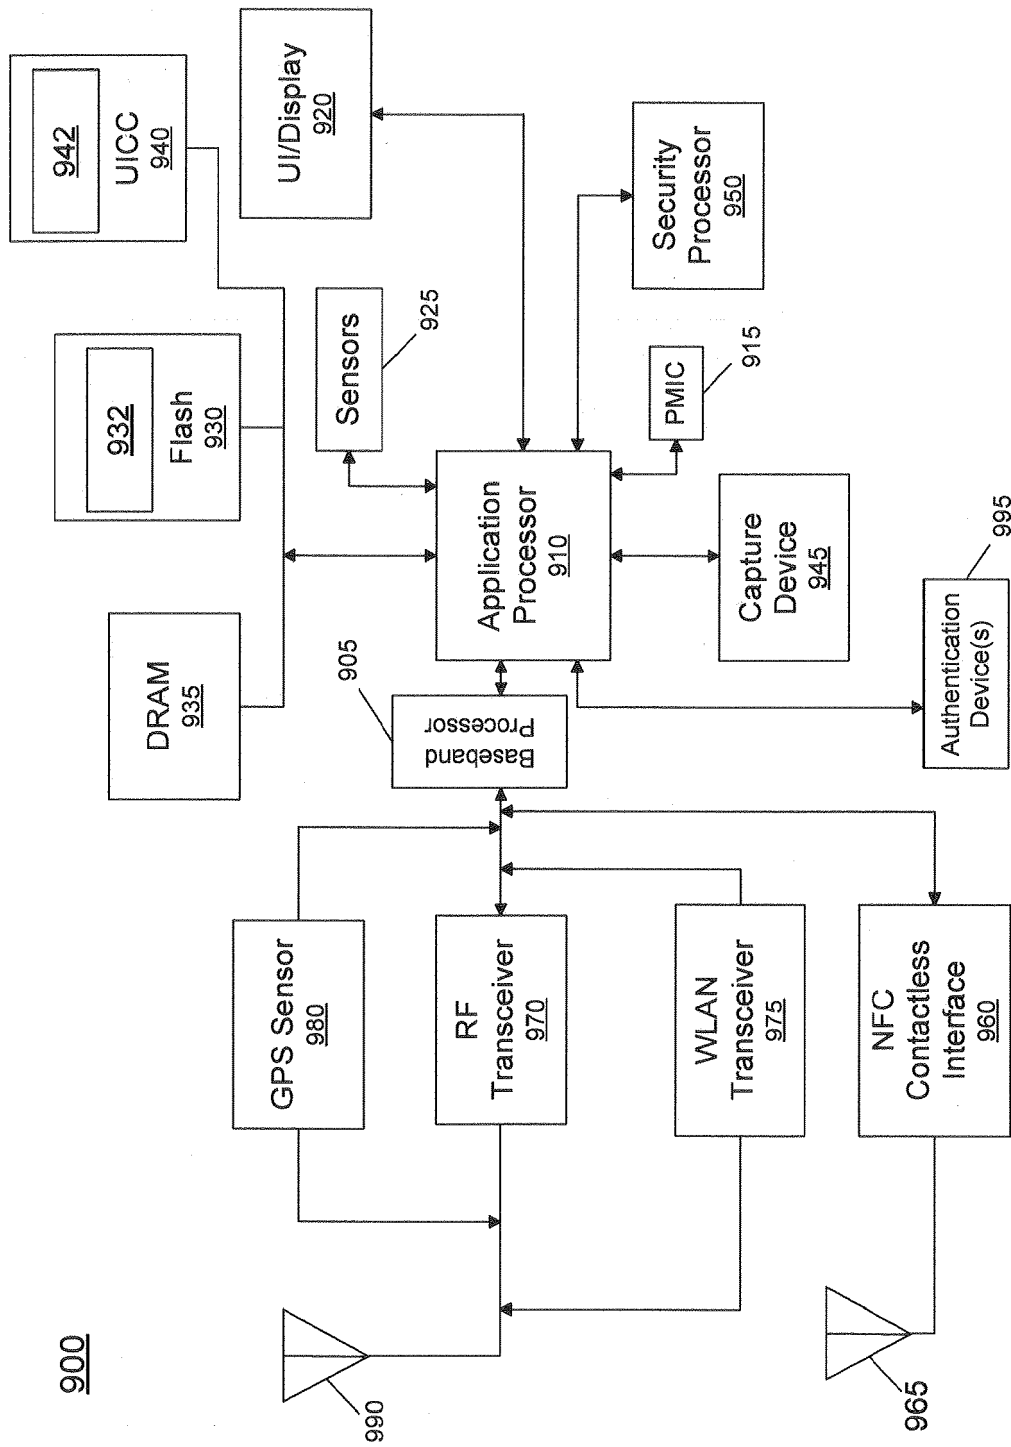 900
990
965
GPS Sensor
980
RF
Transceiver
970
WLAN
Transceiver
975
NFC
Contactless
Interface
960
DRAM
935
905
Baseband
Processor
Authentication
Device(s)
995
932
Flash
930
942
UICC
940
Sensors
925
UI/Display
920
Application
Processor
910
Capture
Device
945
PMIC
915
Security
Processor
950